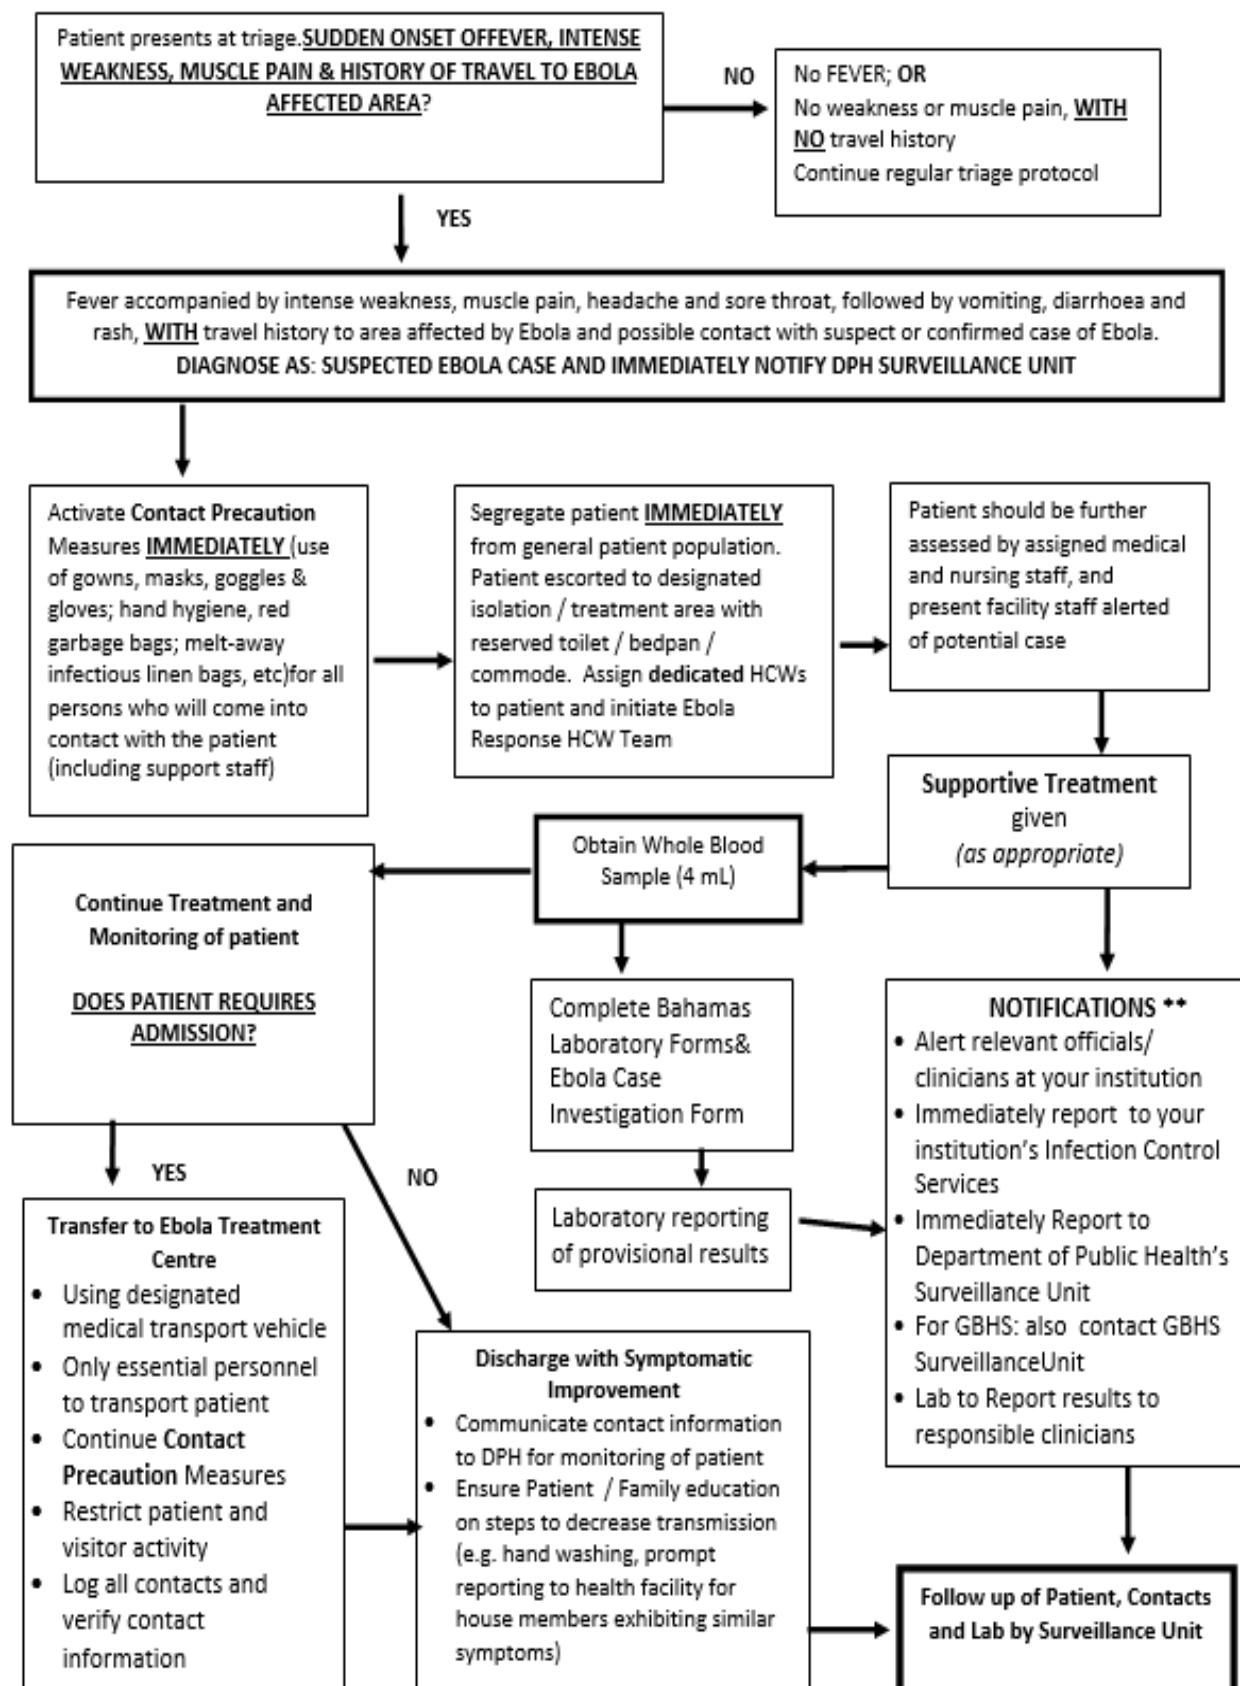 Patient presents at triage.SUDDEN ONSET OFFEVER, INTENSE
WEAKNESS, MUSCLE PAIN & HISTORY OF TRAVEL TO EBOLA
AFFECTED AREA?
NO
No FEVER; OR
No weakness or muscle pain, WITH
NO travel history
Continue regular triage protocol
YES
Fever accompanied by intense weakness, muscle pain, headache and sore throat, followed by vomiting, diarrhoea and
rash, WITH travel history to area affected by Ebola and possible contact with suspect or confirmed case of Ebola.
DIAGNOSE AS: SUSPECTED EBOLA CASE AND IMMEDIATELY NOTIFY DPH SURVEILLANCE UNIT
Activate Contact Precaution
Measures IMMEDIATELY (use
of gowns, masks, goggles &
gloves; hand hygiene, red
garbage bags; melt-away
infectious linen bags, etc)for all
persons who will come into
contact with the patient
(including support staff)
Segregate patient IMMEDIATELY
from general patient population.
Patient escorted to designated
isolation / treatment area with
reserved toilet / bedpan /
commode. Assign dedicated HCWs
to patient and initiate Ebola
Response HCW Team
Patient should be further
assessed by assigned medical
and nursing staff, and
present facility staff alerted
of potential case
Supportive Treatment
given
(as appropriate)
Obtain Whole Blood
Sample (4 mL)
Continue Treatment and
Monitoring of patient
DOES PATIENT REQUIRES
ADMISSION?
Complete Bahamas
Laboratory Forms&
Ebola Case
Investigation Form
NOTIFICATIONS **
• Alert relevant officials/
clinicians at your institution
• Immediately report to your
institution's Infection Control
Services
• Immediately Report to
Department of Public Health's
Surveillance Unit
• For GBHS: also contact GBHS
SurveillanceUnit
• Lab to Report results to
responsible clinicians
YES
NO
Laboratory reporting
of provisional results
Transfer to Ebola Treatment
Centre
• Using designated
medical transport vehicle
• Only essential personnel
to transport patient
• Continue Contact
Precaution Measures
• Restrict patient and
visitor activity
• Log all contacts and
verify contact
information
Discharge with Symptomatic
Improvement
• Communicate contact information
to DPH for monitoring of patient
• Ensure Patient / Family education
on steps to decrease transmission
(e.g. hand washing, prompt
reporting to health facility for
house members exhibiting similar
symptoms)
Follow up of Patient, Contacts
and Lab by Surveillance Unit